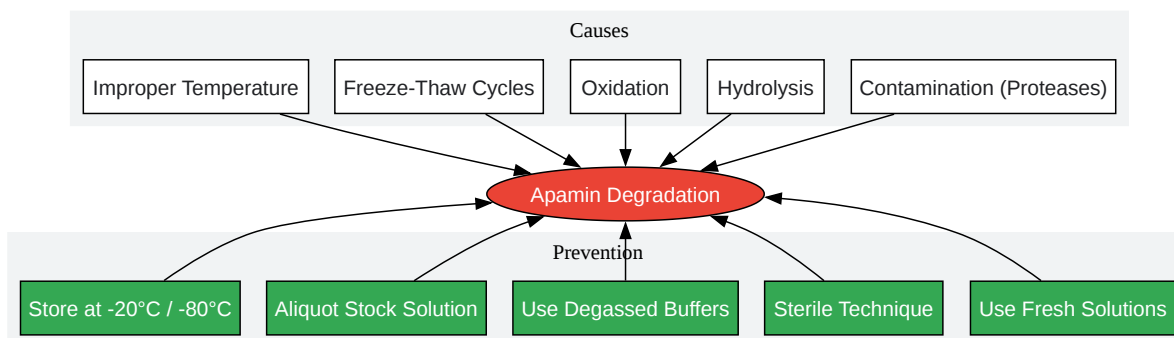 Causes
Improper Temperature
Freeze-Thaw Cycles
Oxidation
Hydrolysis
Contamination (Proteases)
Apamin Degradation
Prevention
Store at -20°C / -80°C
Aliquot Stock Solution
Use Degassed Buffers
Sterile Technique
Use Fresh Solutions